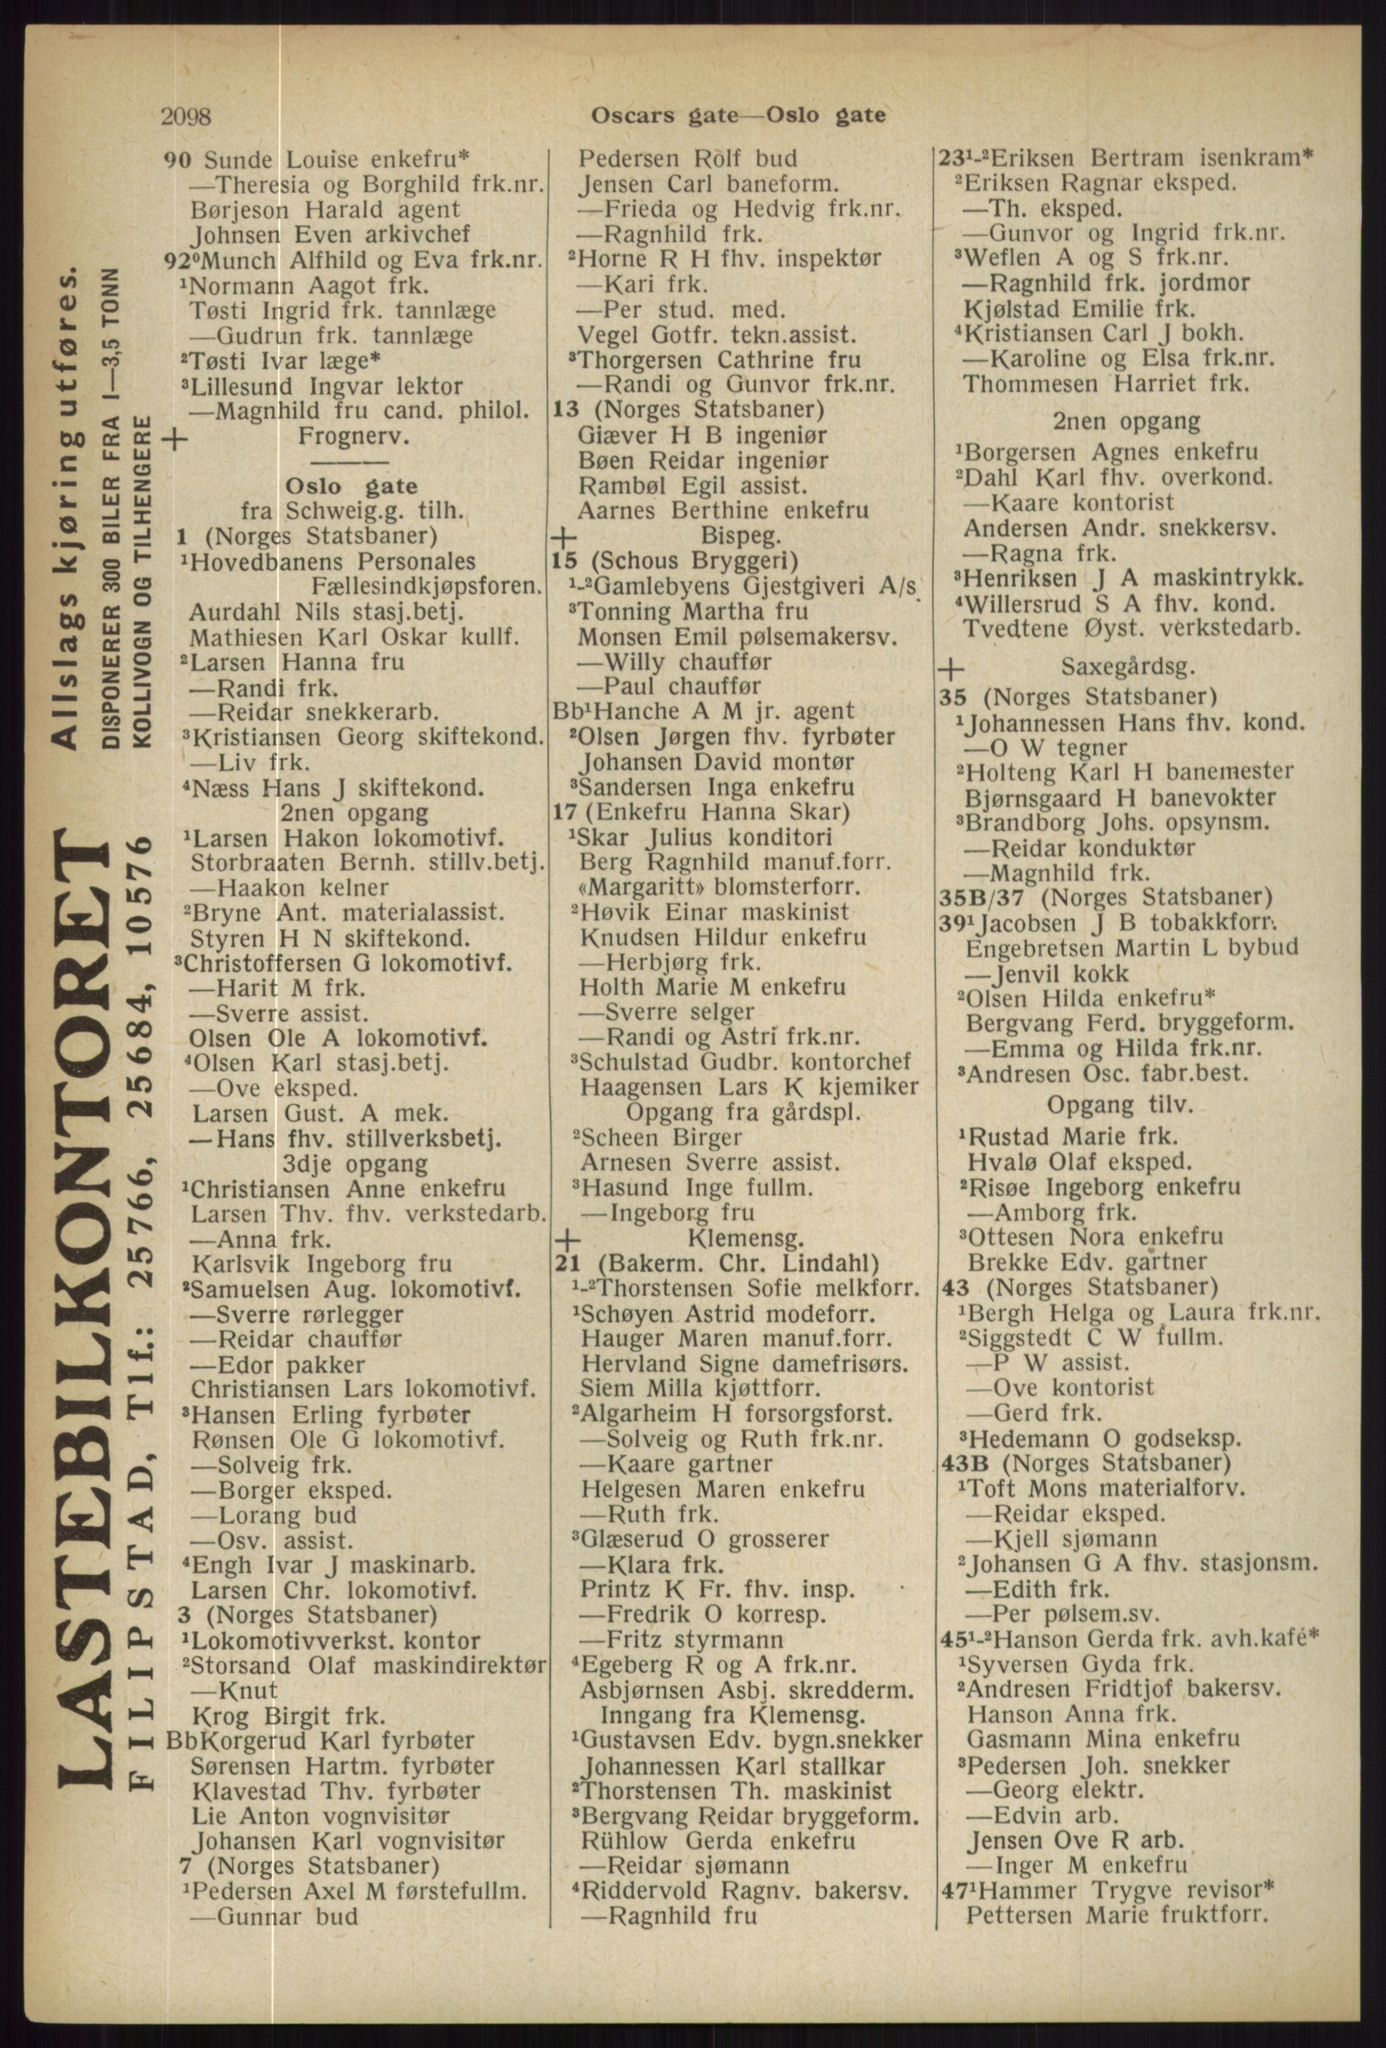 2098
Oscars gate—Oslo gate
LASTEBILKONTORET
FILIPSTAD, Tlf.: 25766, 25684, 10576
Allslags kjøring utføres.
DISPONERER 300 BILER FRA 1—3,5 TONN
KOLLIVOGN OG TILHENGERE
90 Sunde Louise enkefru*
—Theresia og Borghild frk.nr.
Børjeson Harald agent
Johnsen Even arkivchef
92⁰Munch Alfhild og Eva frk.nr.
¹Normann Aagot frk.
Tøsti Ingrid frk. tannlæge
—Gudrun frk. tannlæge
²Tøsti Ivar læge*
³Lillesund Ingvar lektor
—Magnhild fru cand. philol.
+ Frognerv.
Oslo gate
fra Schweig.g. tilh.
1 (Norges Statsbaner)
¹Hovedbanens Personales
Fællesindkjøpsforen.
Aurdahl Nils stasj.betj.
Mathiesen Karl Oskar kullf.
²Larsen Hanna fru
—Randi frk.
—Reidar snekkerarb.
³Kristiansen Georg skiftekond.
—Liv frk.
⁴Næss Hans J skiftekond.
2nen opgang
¹Larsen Hakon lokomotivf.
Storbraaten Bernh. stillv.betj.
—Haakon kelner
²Bryne Ant. materialassist.
Styren H N skiftekond.
³Christoffersen G lokomotivf.
—Harit M frk.
—Sverre assist.
Olsen Ole A lokomotivf.
⁴Olsen Karl stasj.betj.
—Ove eksped.
Larsen Gust. A mek.
—Hans fhv. stillverksbetj.
3dje opgang
¹Christiansen Anne enkefru
Larsen Thv. fhv. verkstedarb.
—Anna frk.
Karlsvik Ingeborg fru
²Samuelsen Aug. lokomotivf.
—Sverre rørlegger
—Reidar chauffør
—Edor pakker
Christiansen Lars lokomotivf.
³Hansen Erling fyrbøter
Rønsen Ole G lokomotivf.
—Solveig frk.
—Borger eksped.
—Lorang bud
—Osv. assist.
⁴Engh Ivar J maskinarb.
Larsen Chr. lokomotivf.
3 (Norges Statsbaner)
¹Lokomotivverkst. kontor
²Storsand Olaf maskindirektør
—Knut
Krog Birgit frk.
BbKorgerud Karl fyrbøter
Sørensen Hartm. fyrbøter
Klavestad Thv. fyrbøter
Lie Anton vognvisitør
Johansen Karl vognvisitør
7 (Norges Statsbaner)
¹Pedersen Axel M førstefullm.
—Gunnar bud
Pedersen Rolf bud
Jensen Carl baneform.
—Frieda og Hedvig frk.nr.
—Ragnhild frk.
²Horne R H fhv. inspektør
—Kari frk.
—Per stud. med.
Vegel Gotfr. tekn.assist.
³Thorgersen Cathrine fru
—Randi og Gunvor frk.nr.
13 (Norges Statsbaner)
Giæver H B ingeniør
Bøen Reidar ingeniør
Rambøl Egil assist.
Aarnes Berthine enkefru
+ Bispeg.
15 (Schous Bryggeri)
¹-²Gamlebyens Gjestgiveri A/s.
³Tonning Martha fru
Monsen Emil pølsemakersv.
—Willy chauffør
—Paul chauffør
Bb¹Hanche A M jr. agent
²Olsen Jørgen fhv. fyrbøter
Johansen David montør
³Sandersen Inga enkefru
17 (Enkefru Hanna Skar)
¹Skar Julius konditori
Berg Ragnhild manuf.forr.
«Margaritt» blomsterforr.
²Høvik Einar maskinist
Knudsen Hildur enkefru
—Herbjørg frk.
Holth Marie M enkefru
—Sverre selger
—Randi og Astri frk.nr.
³Schulstad Gudbr. kontorchef
Haagensen Lars K kjemiker
Opgang fra gårdspl.
²Scheen Birger
Arnesen Sverre assist.
³Hasund Inge fullm.
—Ingeborg fru
+ Klemensg.
21 (Bakerm. Chr. Lindahl)
¹-²Thorstensen Sofie melkforr.
¹Schøyen Astrid modeforr.
Hauger Maren manuf.forr.
Hervland Signe damefrisørs.
Siem Milla kjøttforr.
²Algarheim H forsorgsforst.
—Solveig og Ruth frk.nr.
—Kaare gartner
Helgesen Maren enkefru
—Ruth frk.
³Glæserud O grosserer
—Klara frk.
Printz K Fr. fhv. insp.
—Fredrik O korresp.
—Fritz styrmann
⁴Egeberg R og A frk.nr.
Asbjørnsen Asbj. skredderm.
Inngang fra Klemensg.
¹Gustavsen Edv. bygn.snekker
Johannessen Karl stallkar
²Thorstensen Th. maskinist
³Bergvang Reidar bryggeform.
Rühlow Gerda enkefru
—Reidar sjømann
⁴Riddervold Ragnv. bakersv.
—Ragnhild fru
23¹-²Eriksen Bertram isenkram*
²Eriksen Ragnar eksped.
—Th. eksped.
—Gunvor og Ingrid frk.nr.
³Weflen A og S frk.nr.
—Ragnhild frk. jordmor
Kjølstad Emilie frk.
⁴Kristiansen Carl J bokh.
—Karoline og Elsa frk.nr.
Thommesen Harriet frk.
2nen opgang
¹Borgersen Agnes enkefru
²Dahl Karl fhv. overkond.
—Kaare kontorist
Andersen Andr. snekkersv.
—Ragna frk.
³Henriksen J A maskintrykk.
⁴Willersrud S A fhv. kond.
Tvedtene Øyst. verkstedarb.
+ Saxegårdsg.
35 (Norges Statsbaner)
¹Johannessen Hans fhv. kond.
—O W tegner
²Holteng Karl H banemester
Bjørnsgaard H banevokter
³Brandborg Johs. opsynsm.
—Reidar konduktør
—Magnhild frk.
35B/37 (Norges Statsbaner)
39¹Jacobsen J B tobakkforr.
Engebretsen Martin L bybud
—Jenvil kokk
²Olsen Hilda enkefru*
Bergvang Ferd. bryggeform.
—Emma og Hilda frk.nr.
³Andresen Osc. fabr.best.
Opgang tilv.
¹Rustad Marie frk.
Hvalø Olaf eksped.
²Risøe Ingeborg enkefru
—Amborg frk.
³Ottesen Nora enkefru
Brekke Edv. gartner
43 (Norges Statsbaner)
¹Bergh Helga og Laura frk.nr.
²Siggstedt C W fullm.
—P W assist.
—Ove kontorist
—Gerd frk.
³Hedemann O godseksp.
43B (Norges Statsbaner)
¹Toft Mons materialforv.
—Reidar eksped.
—Kjell sjømann
²Johansen G A fhv. stasjonsm.
—Edith frk.
—Per pølsem.sv.
45¹-²Hanson Gerda frk. avh.kafé*
¹Syversen Gyda frk.
²Andresen Fridtjof bakersv.
Hanson Anna frk.
Gasmann Mina enkefru
³Pedersen Joh. snekker
—Georg elektr.
—Edvin arb.
Jensen Ove R arb.
—Inger M enkefru
47¹Hammer Trygve revisor*
Pettersen Marie fruktforr.